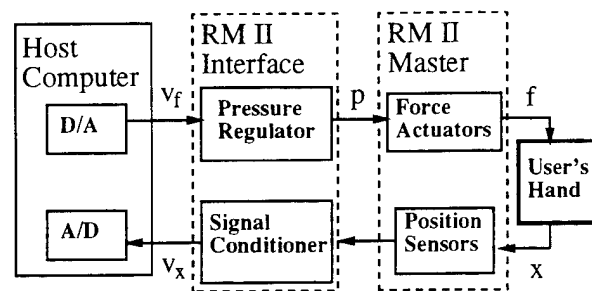 Host
Computer
D/A
A/D
v_f
v_x
RM II
Interface
Pressure
Regulator
Signal
Conditioner
p
RM II
Master
Force
Actuators
Position
Sensors
f
User's
Hand
x